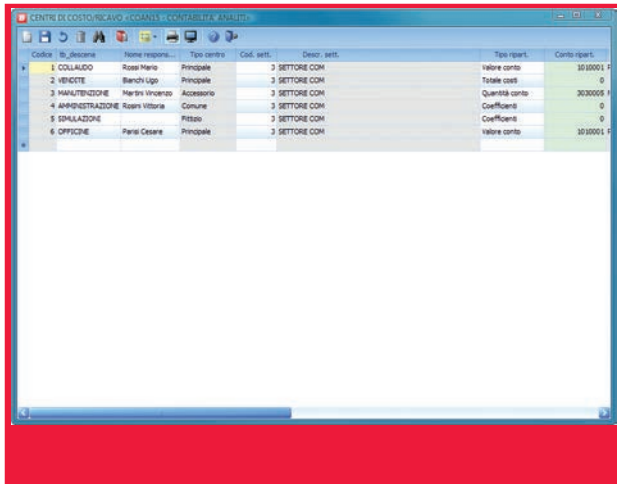 CENTRI DI COSTO/RICAVO <COAN15 - CONTABILITA' ANALITI>
Codice tb_descene Nome respons... Tipo centro Cod. sett. Descr. sett. Tipo ripart. Conto ripart.
1 COLLAUDO Rossi Mario Principale 3 SETTORE COM Valore conto 1010001
2 VENDITE Bianchi Ugo Principale 3 SETTORE COM Totale costi 0
3 MANUTENZIONE Martini Vincenzo Accessorio 3 SETTORE COM Quantità conto 3030005
4 AMMINISTRAZIONE Rosini Vittoria Comune 3 SETTORE COM Coefficienti 0
5 SIMULAZIONI Fittizio 3 SETTORE COM Coefficienti 0
6 OFFICINE Parisi Cesare Principale 3 SETTORE COM Valore conto 1010001